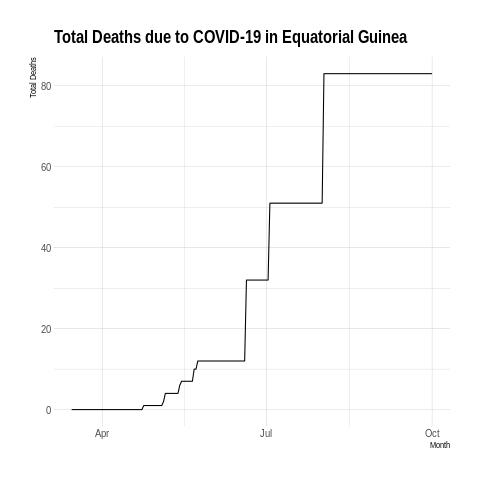 Total Deaths due to COVID-19 in Equatorial Guinea
Total Deaths
80
60
40
20
0
Apr
Jul
Oct
Month